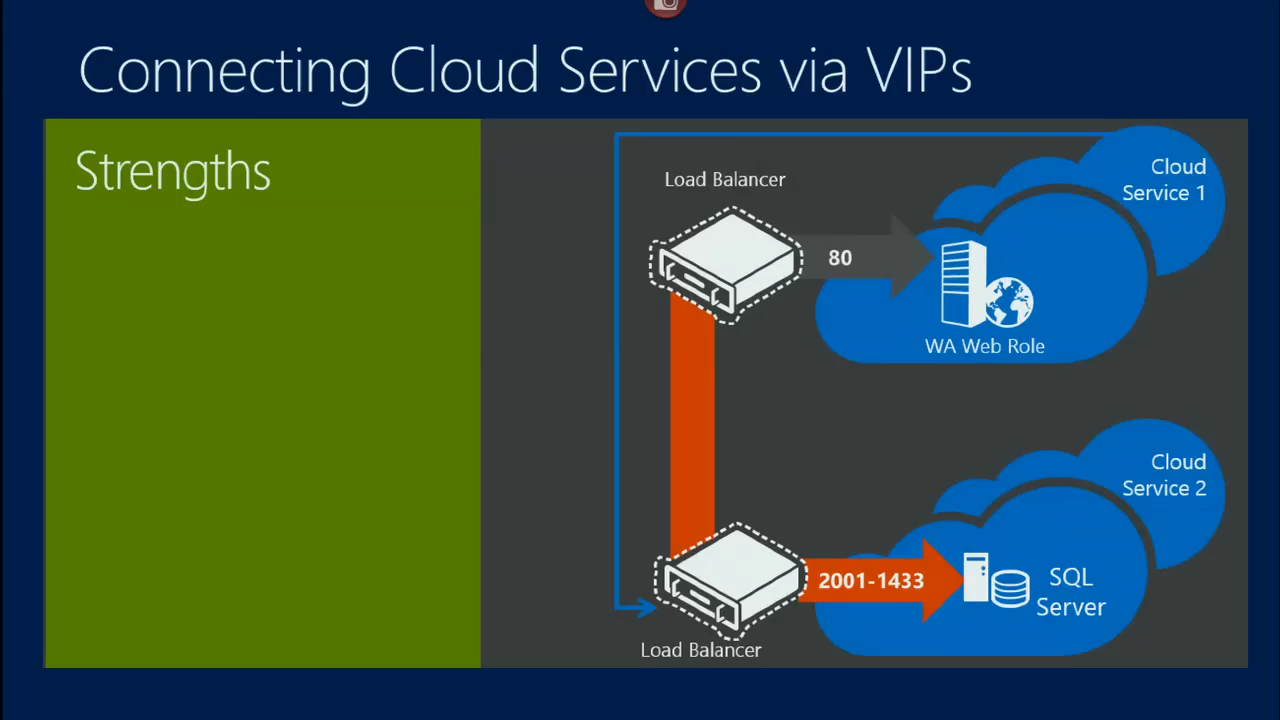 Connecting Cloud Services via VIPs
Strengths
Load Balancer
80
Cloud
Service 1
WA Web Role
Cloud
Service 2
2001-1433
SQL
Server
Load Balancer